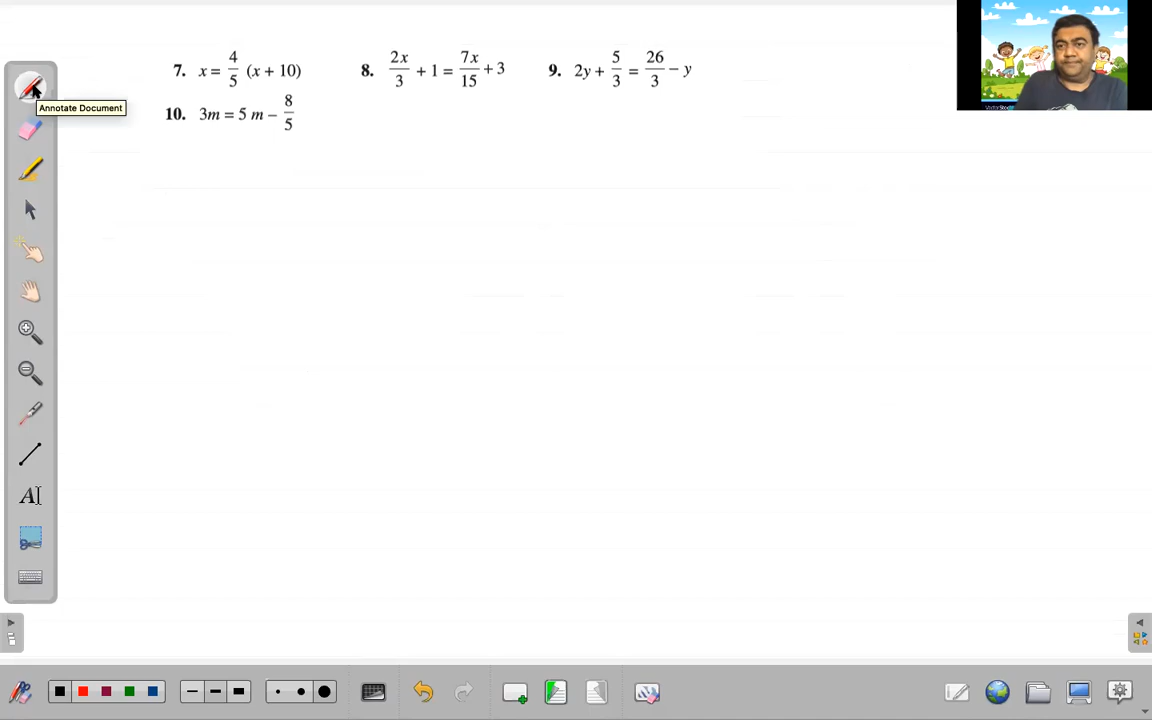 7. x = 4/5 (x + 10) 8. 2x/3 + 1 = 7x/15 + 3 9. 2y + 5/3 = 26/3 − y
Annotate Document
10. 3m = 5 m − 8/5
A